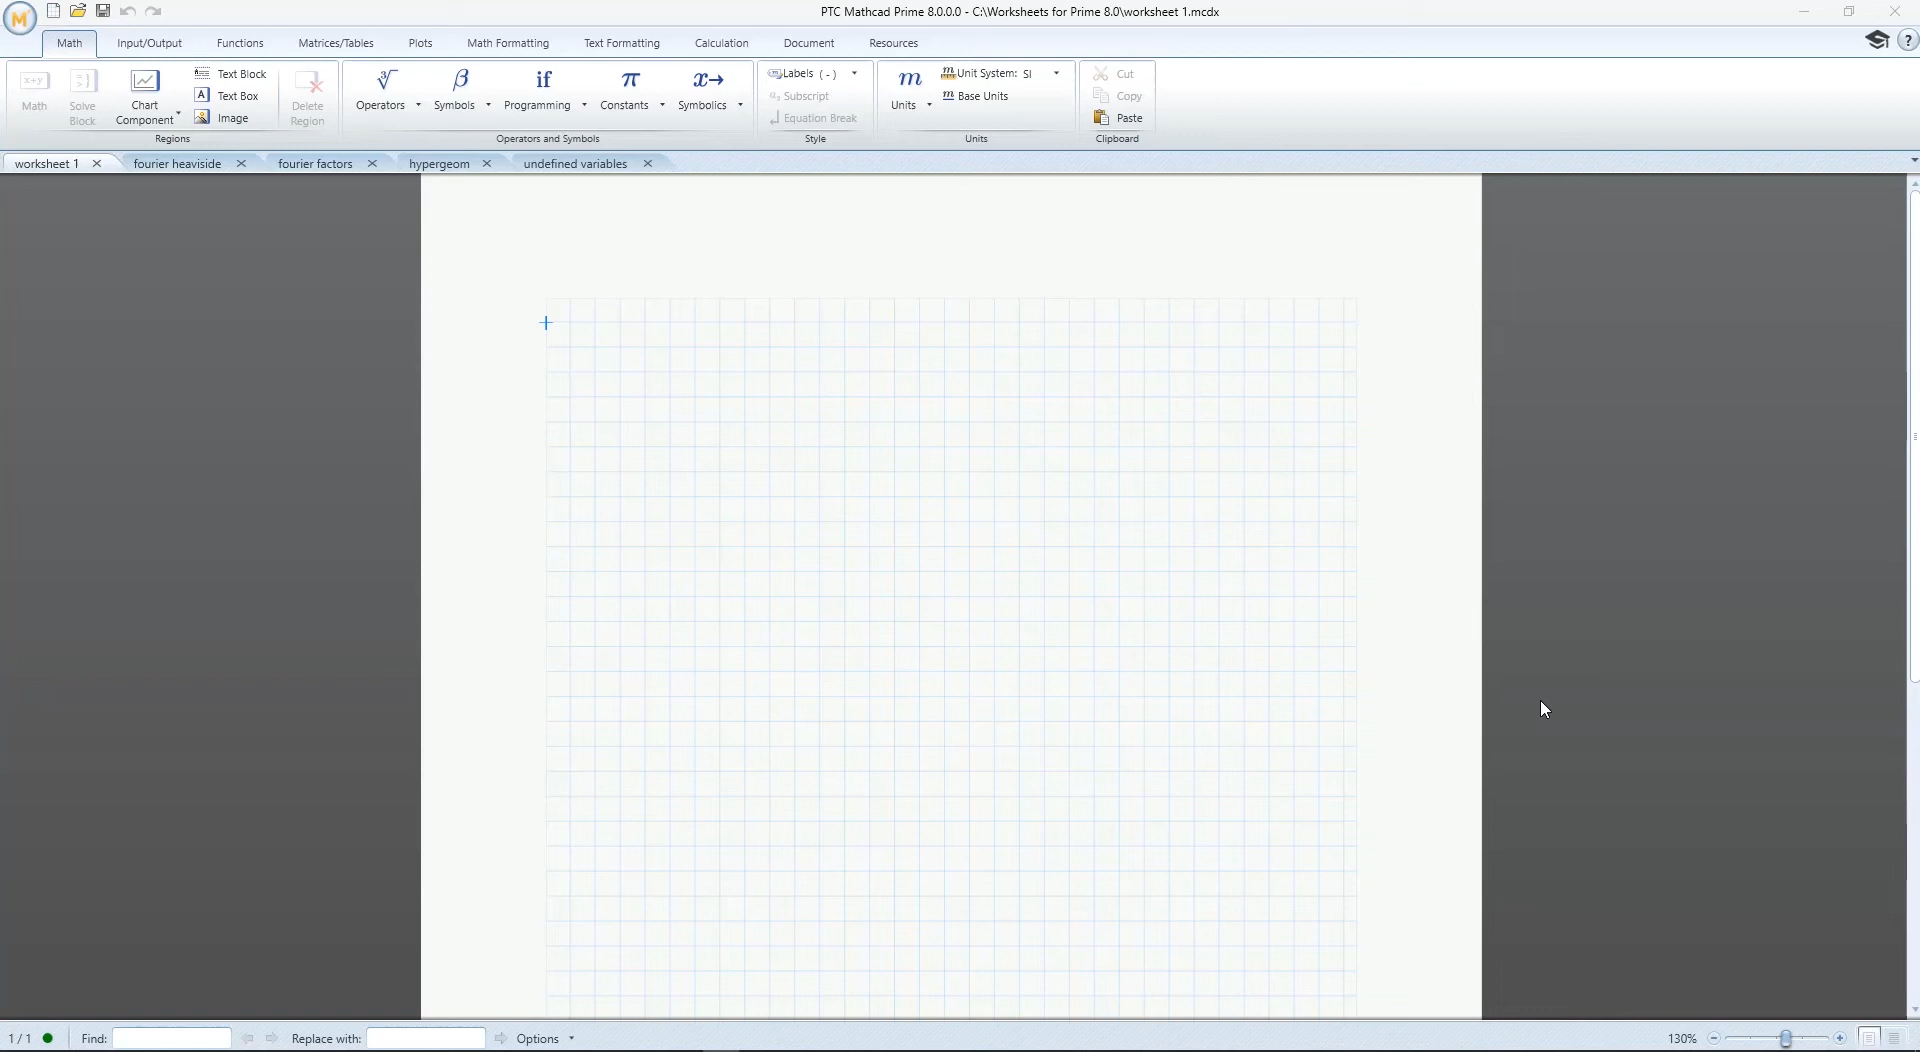 PTC Mathcad Prime 8.0.0.0 - C:\Worksheets for Prime 8.0\worksheet 1.mcdx
Math Input/Output Functions Matrices/Tables Plots Math Formatting Text Formatting Calculation Document Resources
Math
Solve Block
Chart Component
Text Block
Text Box
Image
Delete Region
Regions
Operators
Symbols
if
Programming
π
Constants
x→
Symbolics
Operators and Symbols
Labels (-)
Subscript
Equation Break
Style
m
Units
Unit System: SI
Base Units
Units
Cut
Copy
Paste
Clipboard
worksheet 1 fourier heaviside fourier factors hypergeom undefined variables
1 / 1 Find: Replace with: Options 130%